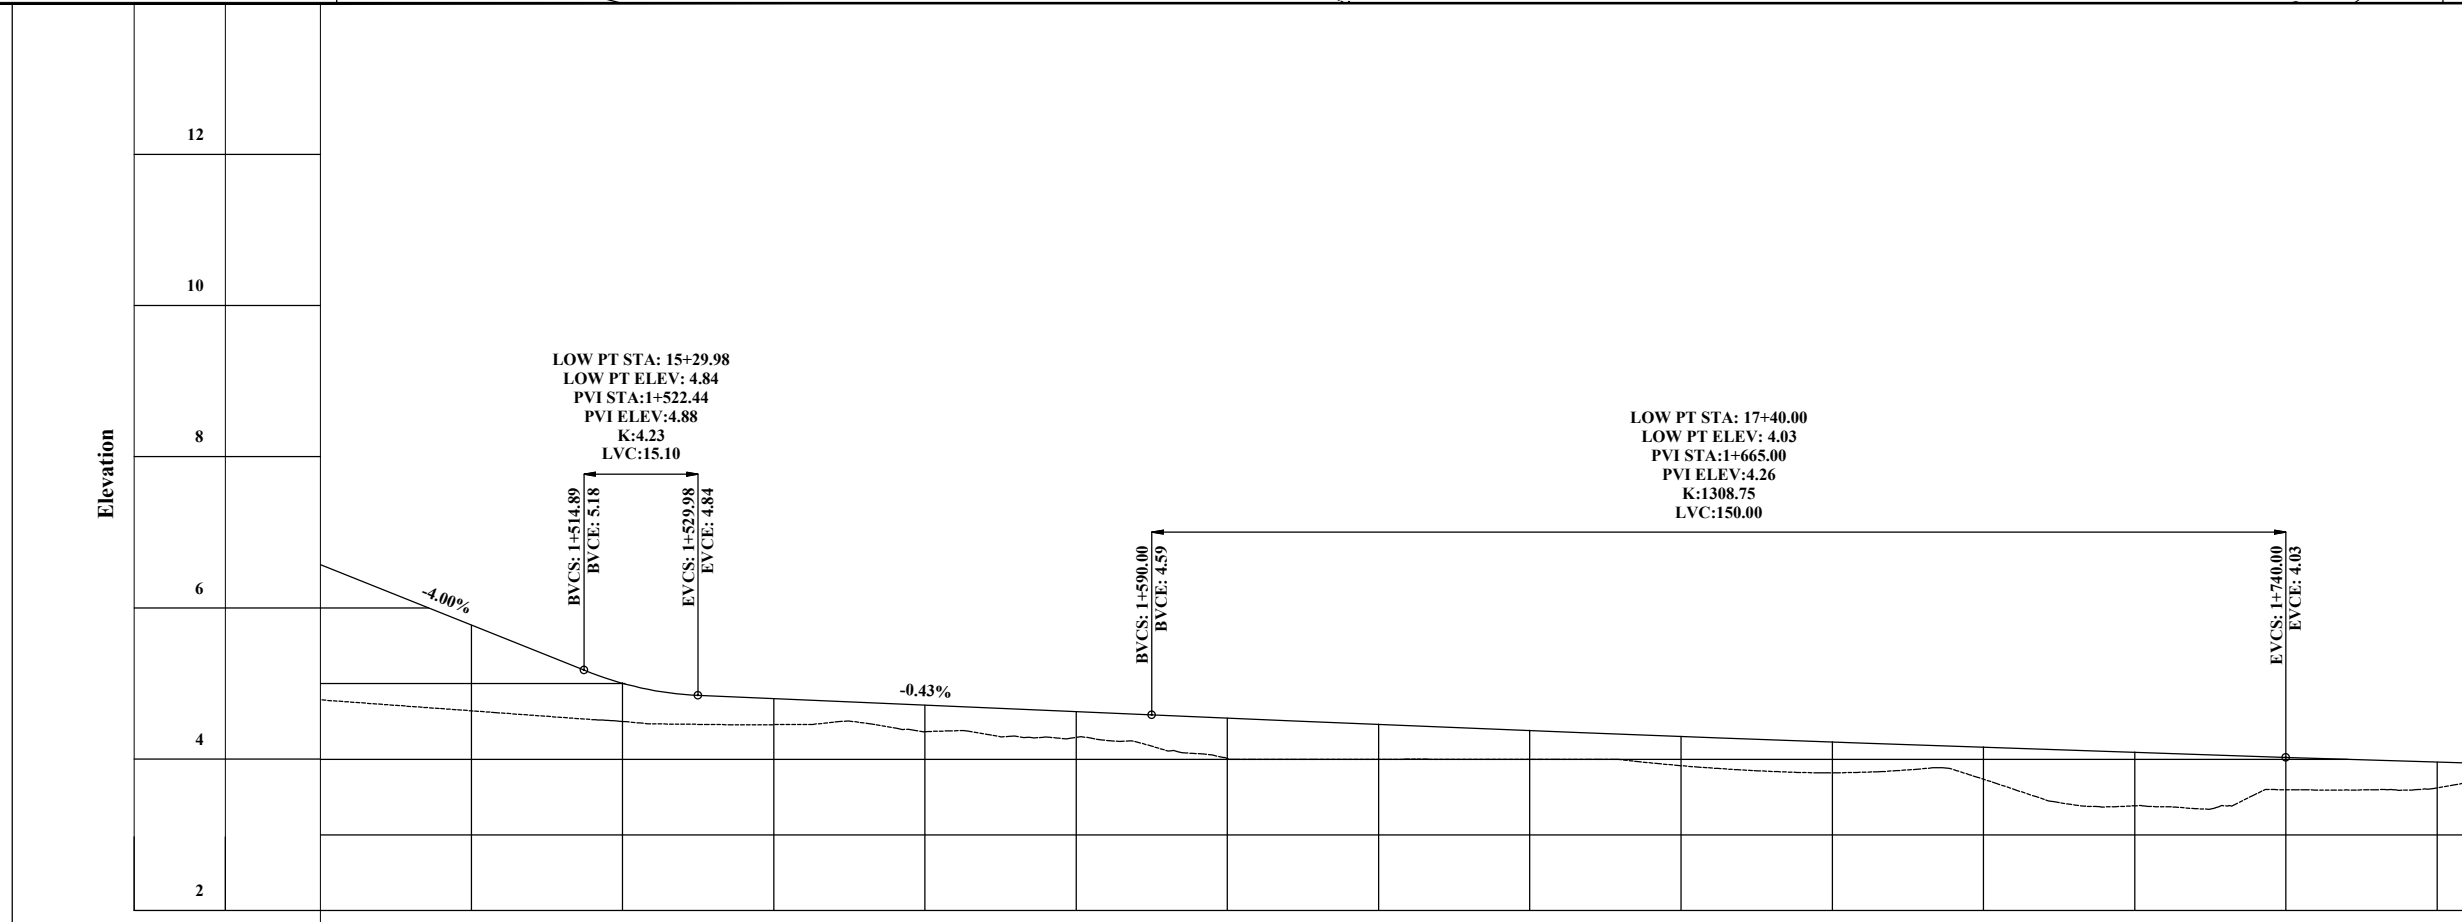 12
10
8
6
4
2
Elevation
LOW PT STA: 15+29.98
LOW PT ELEV: 4.84
PVI STA:1+522.44
PVI ELEV:4.88
K:4.23
LVC:15.10
BVCS: 1+514.89
BVCE: 5.18
EVCS: 1+529.98
EVCE: 4.84
-4.00%
-0.43%
LOW PT STA: 17+40.00
LOW PT ELEV: 4.03
PVI STA:1+665.00
PVI ELEV:4.26
K:1308.75
LVC:150.00
BVCS: 1+590.00
BVCE: 4.59
EVCS: 1+740.00
EVCE: 4.03